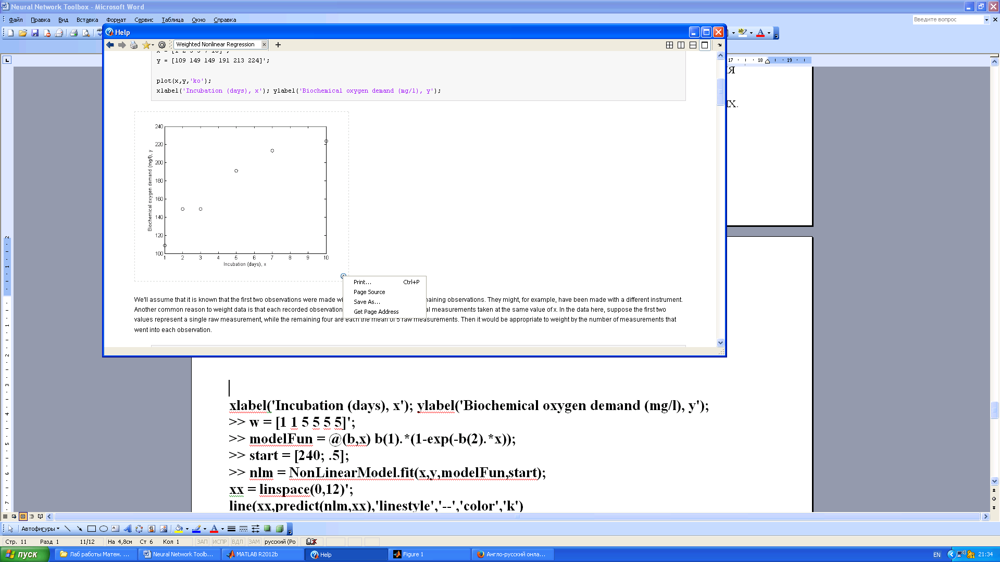 Neural Network Toolbox - Microsoft Word
Файл Правка Вид Вставка Формат Сервис Таблица Окно Справка
Введите вопрос
Help
Weighted Nonlinear Regression
y = [109 149 149 191 213 224]';
plot(x,y,'ko');
xlabel('Incubation (days), x'); ylabel('Biochemical oxygen demand (mg/l), y');
17 18 19
Я
IX.
240
220
200
180
160
140
120
100
Biochemical oxygen demand (mg/l), y
1 2 3 4 5 6 7 8 9 10
Incubation (days), x
Print... Ctrl+P
Page Source
Save As...
Get Page Address
We'll assume that it is known that the first two observations were made wi
maining observations. They might, for example, have been made with a different instrument.
Another common reason to weight data is that each recorded observation
al measurements taken at the same value of x. In the data here, suppose the first two
values represent a single raw measurement, while the remaining four are each the mean of 5 raw measurements. Then it would be appropriate to weight by the number of measurements that
went into each observation.
xlabel('Incubation (days), x'); ylabel('Biochemical oxygen demand (mg/l), y');
>> w = [1 1 5 5 5 5]';
>> modelFun = @(b,x) b(1).*(1-exp(-b(2).*x));
>> start = [240; .5];
>> nlm = NonLinearModel.fit(x,y,modelFun,start);
xx = linspace(0,12)';
line(xx,predict(nlm,xx),'linestyle','--','color','k')
2 1 1 2 3 4 5 6 7
Автофигуры
Стр. 11 Разд 1 11/12 На 4,8см Ст 6 Кол 1 ЗАП ИСПР ВДЛ ЗАМ русский (Ро
пуск
Лаб работы Матем. ...
Neural Network Toolb...
MATLAB R2012b
Help
Figure 1
Англо-русский онла...
EN
21:34